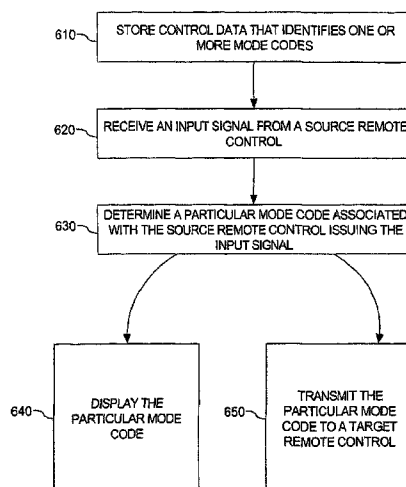 610
STORE CONTROL DATA THAT IDENTIFIES ONE OR
MORE MODE CODES
620
RECEIVE AN INPUT SIGNAL FROM A SOURCE REMOTE
CONTROL
630
DETERMINE A PARTICULAR MODE CODE ASSOCIATED
WITH THE SOURCE REMOTE CONTROL ISSUING THE
INPUT SIGNAL
640
DISPLAY THE
PARTICULAR MODE
CODE
650
TRANSMIT THE
PARTICULAR MODE
CODE TO A TARGET
REMOTE CONTROL